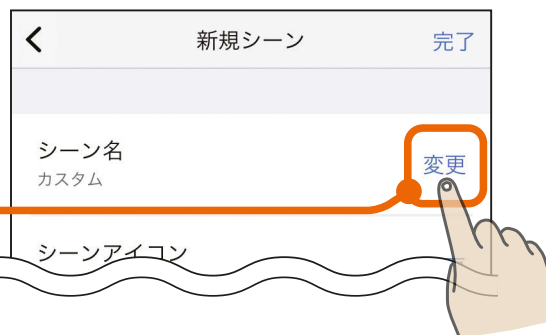 新規シーン
完了
シーン名
変更
カスタム
シーンアイコン